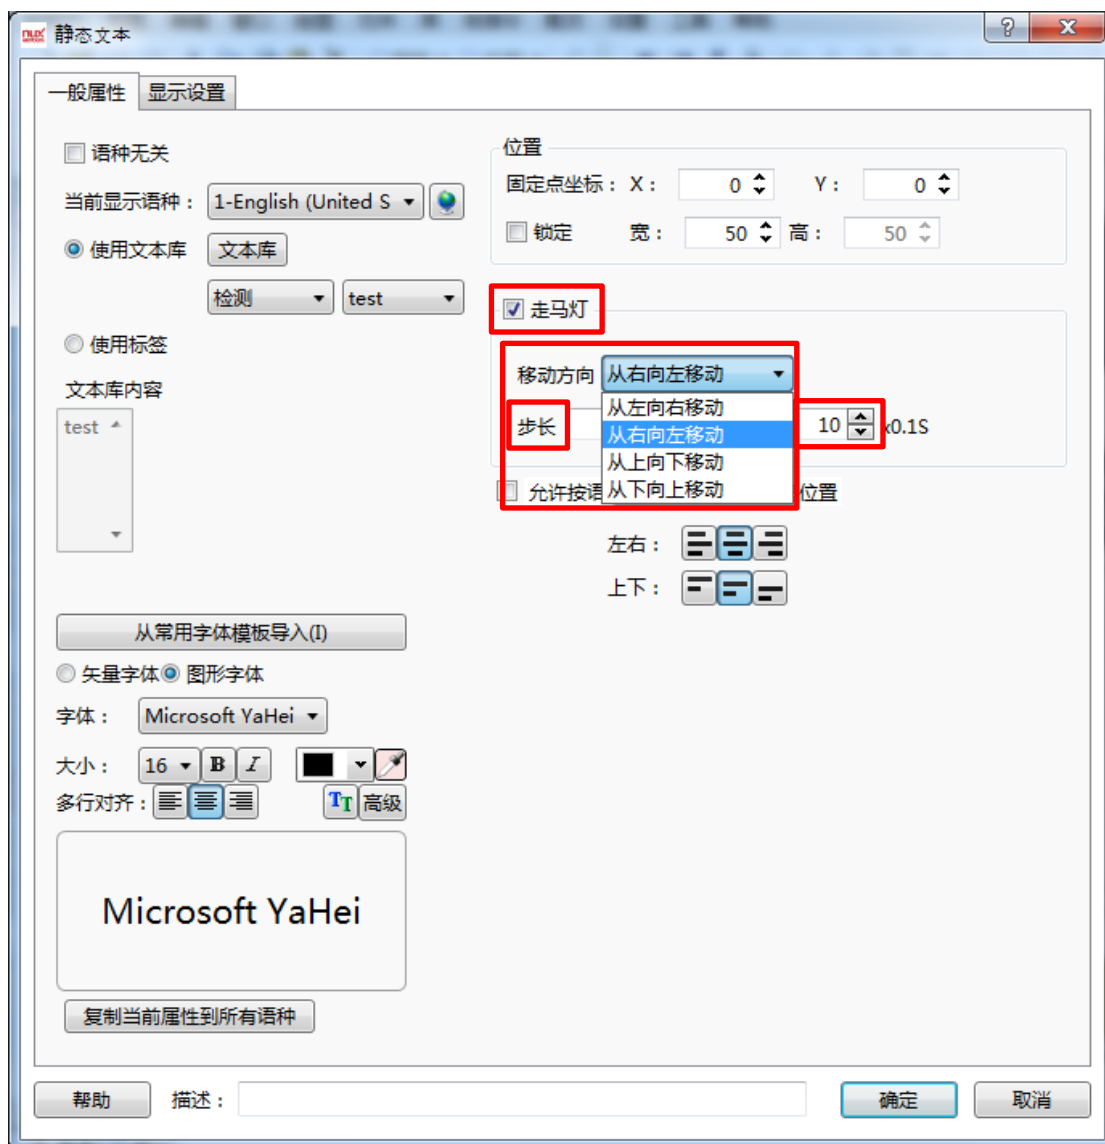 静态文本
一般属性 显示设置
语种无关
当前显示语种： 1-English (United S
使用文本库 文本库
检测 test
使用标签
文本库内容
test
从常用字体模板导入(I)
矢量字体 图形字体
字体： Microsoft YaHei
大小： 16 B I
多行对齐： TT 高级
Microsoft YaHei
复制当前属性到所有语种
位置
固定点坐标： X： 0 Y： 0
锁定 宽： 50 高： 50
走马灯
移动方向 从右向左移动
从左向右移动
步长 10 x0.1S
从右向左移动
从上向下移动
从下向上移动
允许按语 位置
左右：
上下：
帮助 描述： 确定 取消